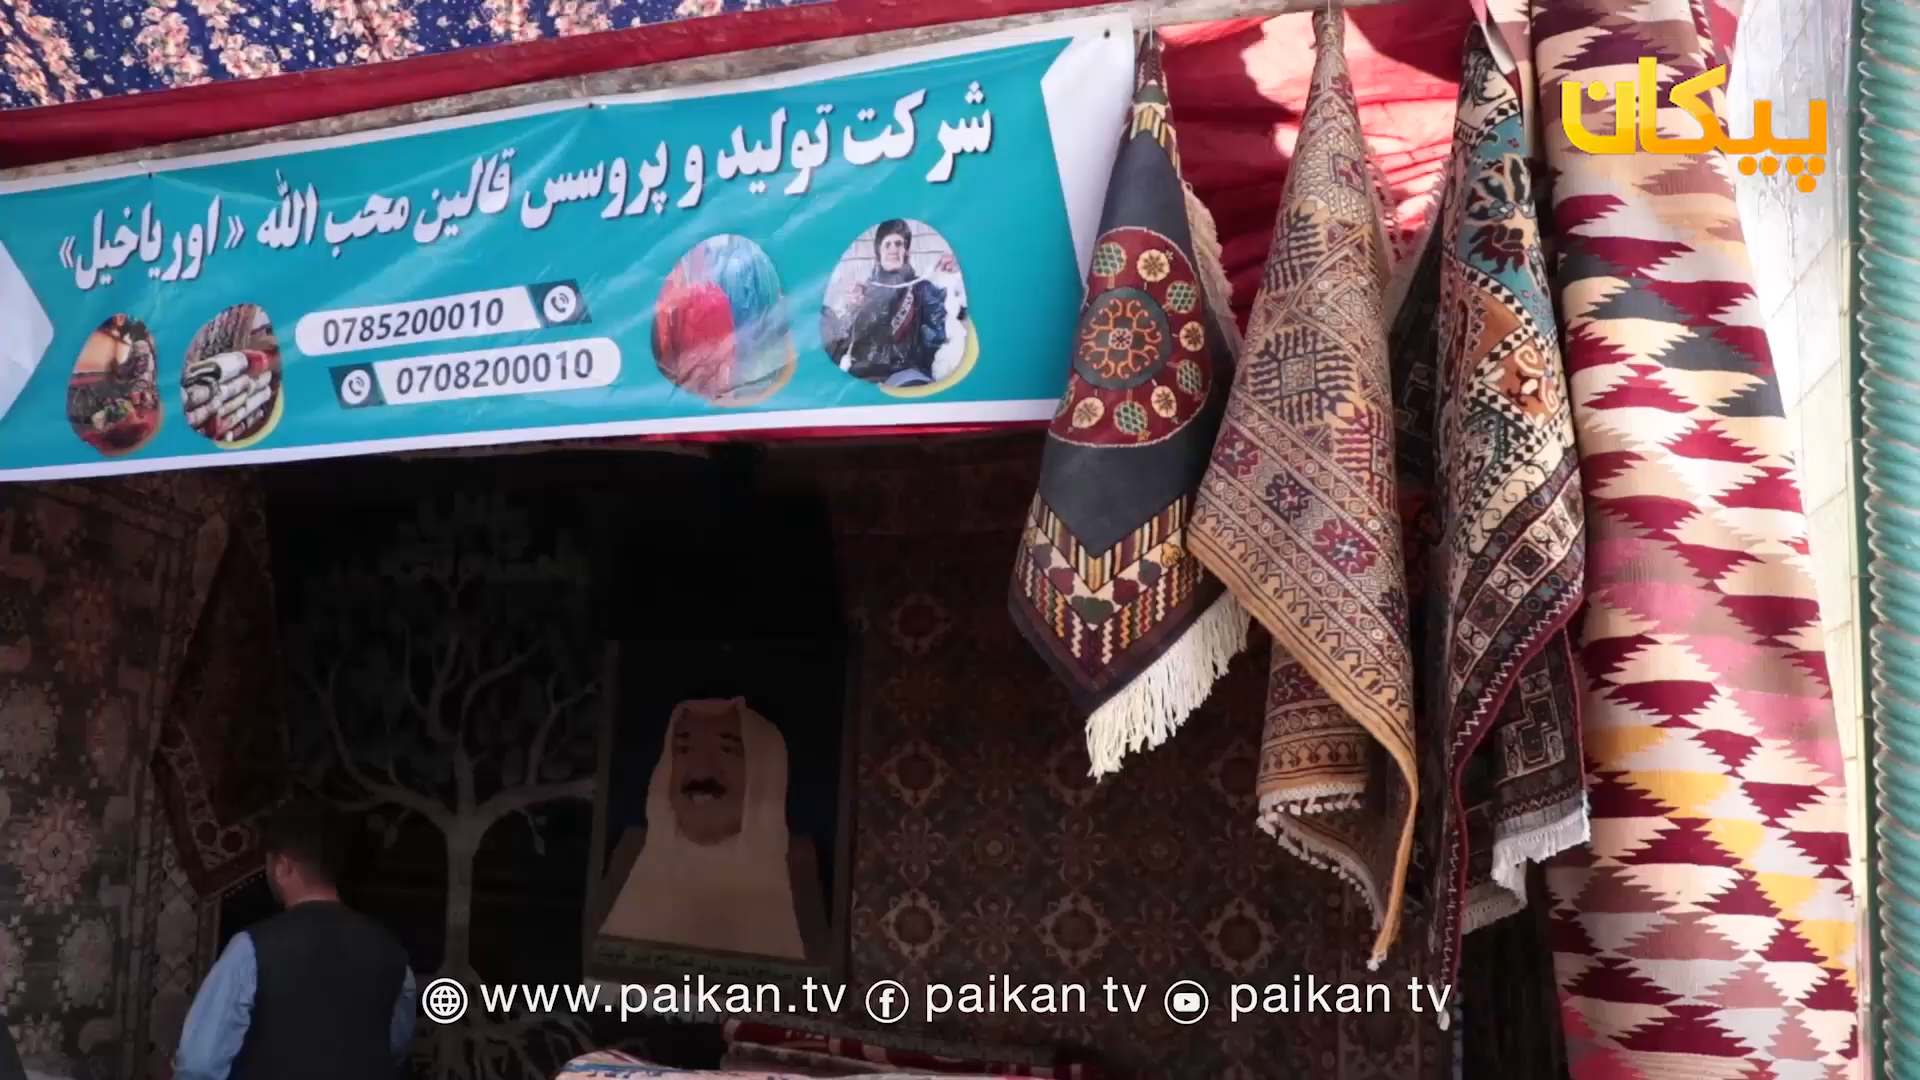 پیکان
شرکت تولید و پروسس قالین محب الله «اوریاخیل»
0785200010
0708200010
www.paikan.tv paikan tv paikan tv